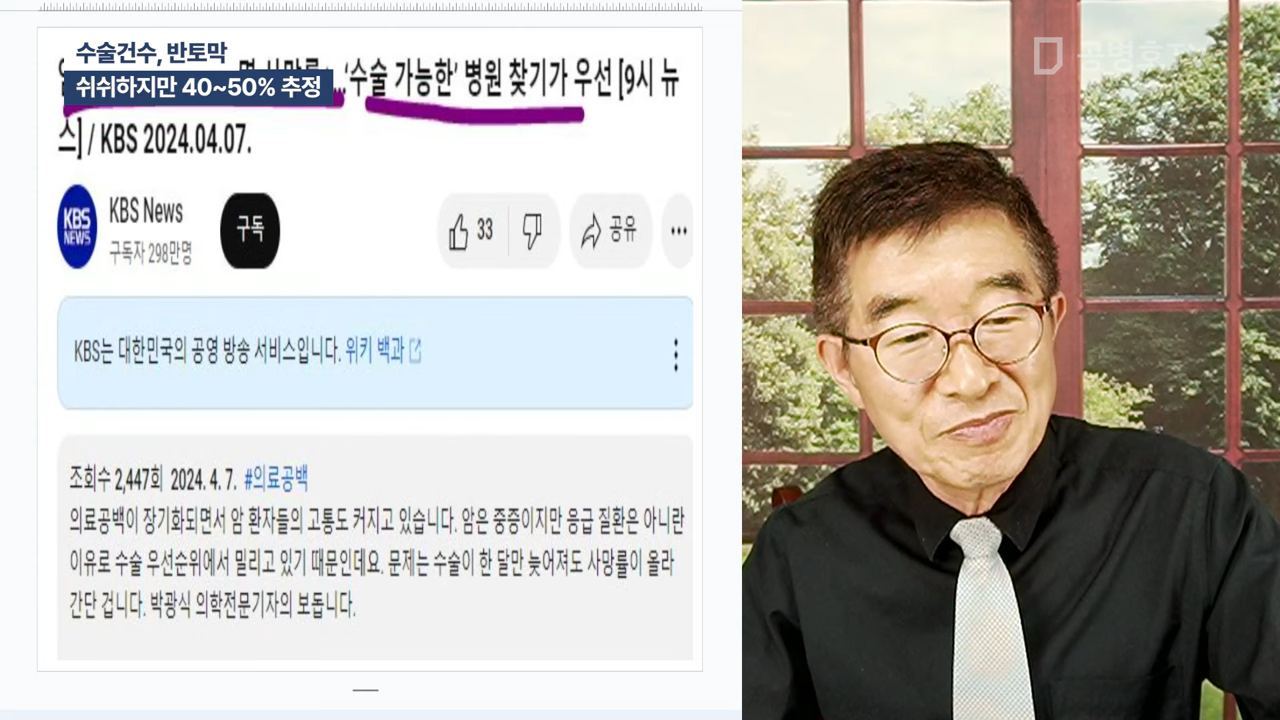 수술건수, 반토막
쉬쉬하지만 40~50% 추정
‘수술 가능한’ 병원 찾기가 우선 [9시 뉴
스] / KBS 2024.04.07.
KBS
NEWS
KBS News
구독자 298만명
구독
33
공유
KBS는 대한민국의 공영 방송 서비스입니다. 위키 백과
조회수 2,447회 2024. 4. 7. #의료공백
의료공백이 장기화되면서 암 환자들의 고통도 커지고 있습니다. 암은 중증이지만 응급 질환은 아니란
이유로 수술 우선순위에서 밀리고 있기 때문인데요. 문제는 수술이 한 달만 늦어져도 사망률이 올라
간단 겁니다. 박광식 의학전문기자의 보돕니다.